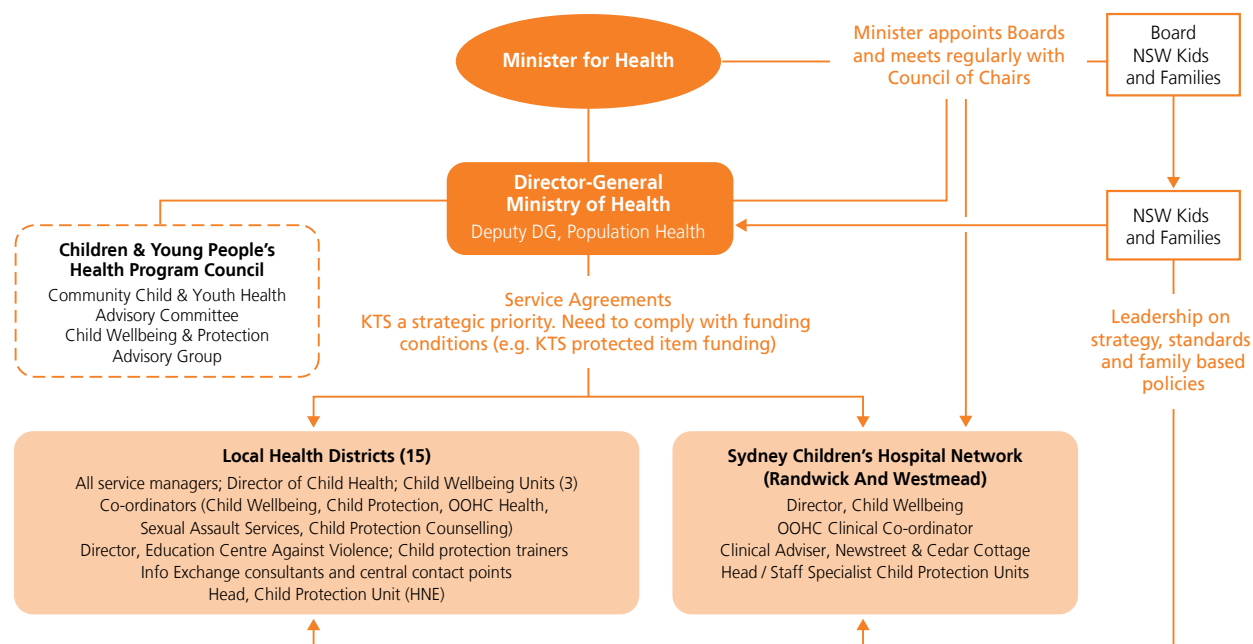 Minister for Health
Minister appoints Boards
and meets regularly with
Council of Chairs
Board
NSW Kids
and Families
Director-General
Ministry of Health
Deputy DG, Population Health
NSW Kids
and Families
Children & Young People's
Health Program Council
Community Child & Youth Health
Advisory Committee
Child Wellbeing & Protection
Advisory Group
Service Agreements
KTS a strategic priority. Need to comply with funding
conditions (e.g. KTS protected item funding)
Leadership on
strategy, standards
and family based
policies
Local Health Districts (15)
All service managers; Director of Child Health; Child Wellbeing Units (3)
Co-ordinators (Child Wellbeing, Child Protection, OOHC Health,
Sexual Assault Services, Child Protection Counselling)
Director, Education Centre Against Violence; Child protection trainers
Info Exchange consultants and central contact points
Head, Child Protection Unit (HNE)
Sydney Children's Hospital Network
(Randwick And Westmead)
Director, Child Wellbeing
OOHC Clinical Co-ordinator
Clinical Adviser, Newstreet & Cedar Cottage
Head / Staff Specialist Child Protection Units